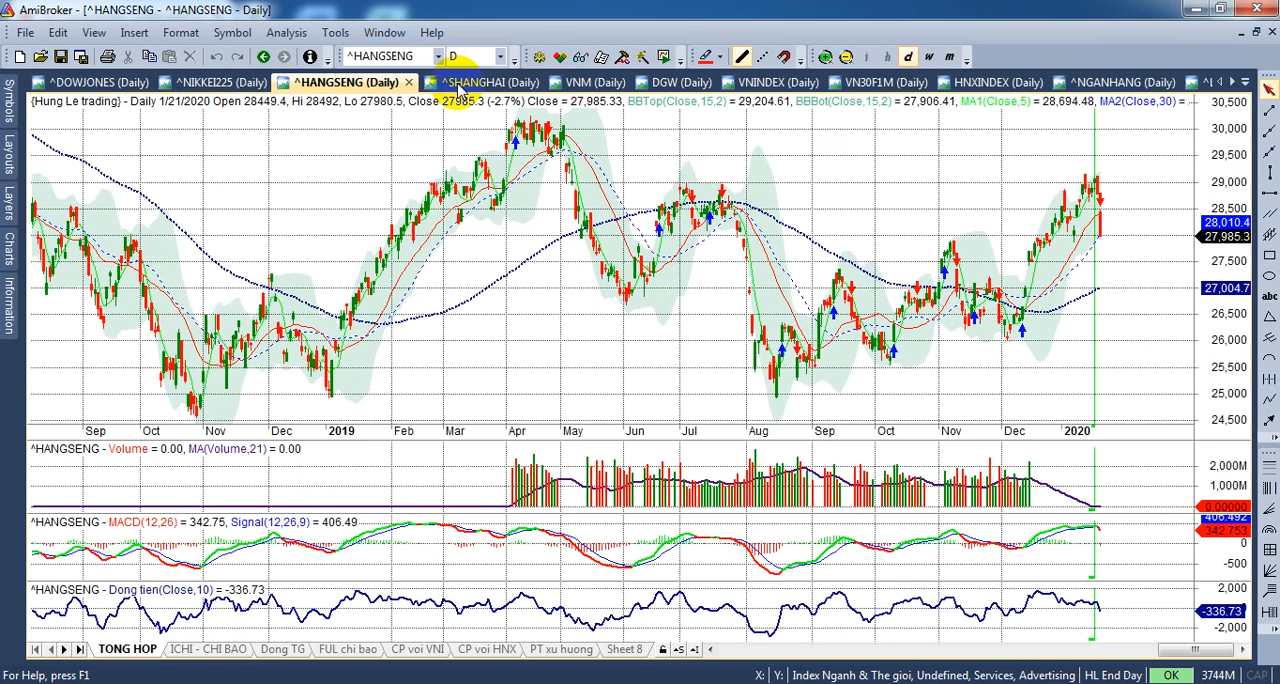 AmiBroker - [^HANGSENG - ^HANGSENG - Daily]
File Edit View Insert Format Symbol Analysis Tools Window Help
^HANGSENG D i i h d w m
^DOWJONES (Daily) ^NIKKEI225 (Daily) ^HANGSENG (Daily) ^SHANGHAI (Daily) VNM (Daily) DGW (Daily) VNINDEX (Daily) VN30F1M (Daily) HNXINDEX (Daily) ^NGANHANG (Daily)
Symbols
Layouts
Layers
Charts
Information
{Hung Le trading} - Daily 1/21/2020 Open 28449.4, Hi 28492, Lo 27980.5, Close 27985.3 (-2.7%) Close = 27,985.33, BBTop(Close,15,2) = 29,204.61, BBBot(Close,15,2) = 27,906.41, MA1(Close,5) = 28,694.48, MA2(Close,30) =
30,500
30,000
29,500
29,000
28,500
28,010.4
27,985.3
27,500
27,004.7
26,500
26,000
25,500
25,000
24,500
Sep Oct Nov Dec 2019 Feb Mar Apr May Jun Jul Aug Sep Oct Nov Dec 2020
^HANGSENG - Volume = 0.00, MA(Volume,21) = 0.00
2,000M
1,000M
0.00000
^HANGSENG - MACD(12,26) = 342.75, Signal(12,26,9) = 406.49
406.492
342.753
0
-500
^HANGSENG - Dong tien(Close,10) = -336.73
2,000
-336.73
-2,000
abc
TONG HOP ICHI - CHI BAO Dong TG FUL chi bao CP voi VNI CP voi HNX PT xu huong Sheet 8
For Help, press F1 X: Y: Index Nganh & The gioi, Undefined, Services, Advertising HL End Day OK 3744M CAP